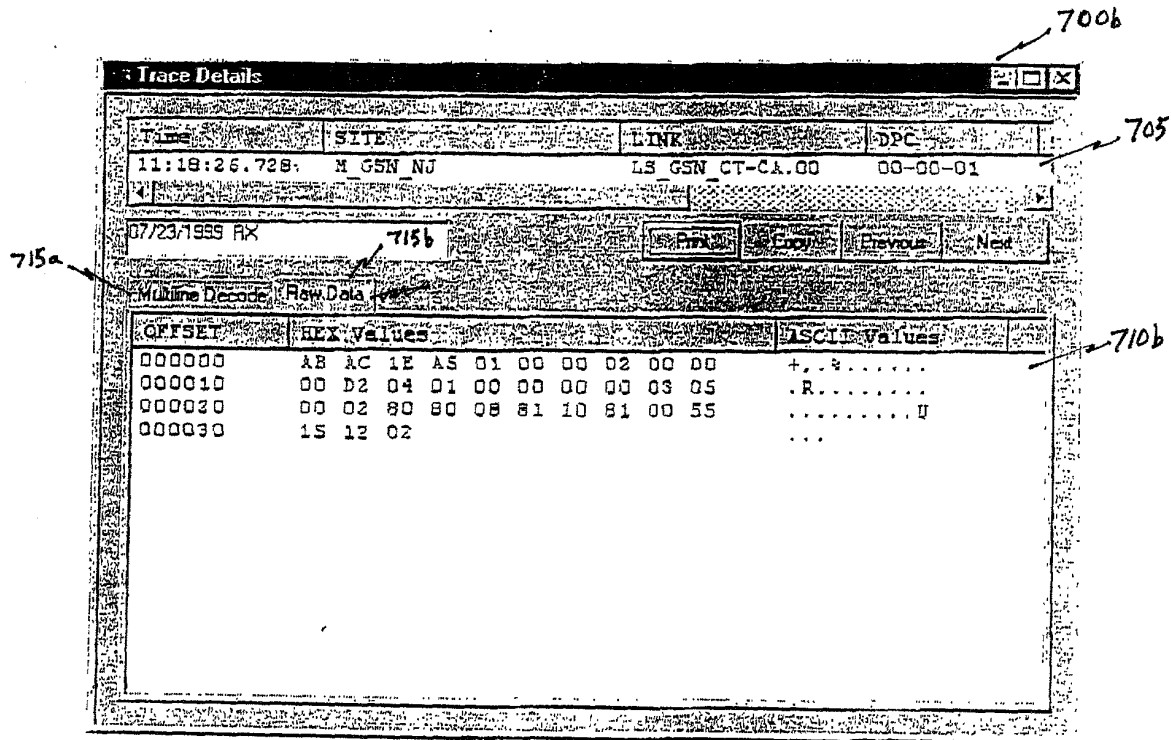 700b
Trace Details
Time SITE LINK DPC
705
11:18:26.728 M_GSN_NJ LS_GSN_CT-CA.00 00-00-01
07/23/1999 RX
715b
Print Copy Previous Next
715a
Multiline Decode Raw Data
OFFSET HEX Values ASCII Values
710b
000000 AB AC 1E A5 01 00 00 02 00 00 +,.%......
000010 00 D2 04 01 00 00 00 00 03 05 .R........
000020 00 02 80 80 08 81 10 81 00 55 .........U
000030 15 12 02 ...